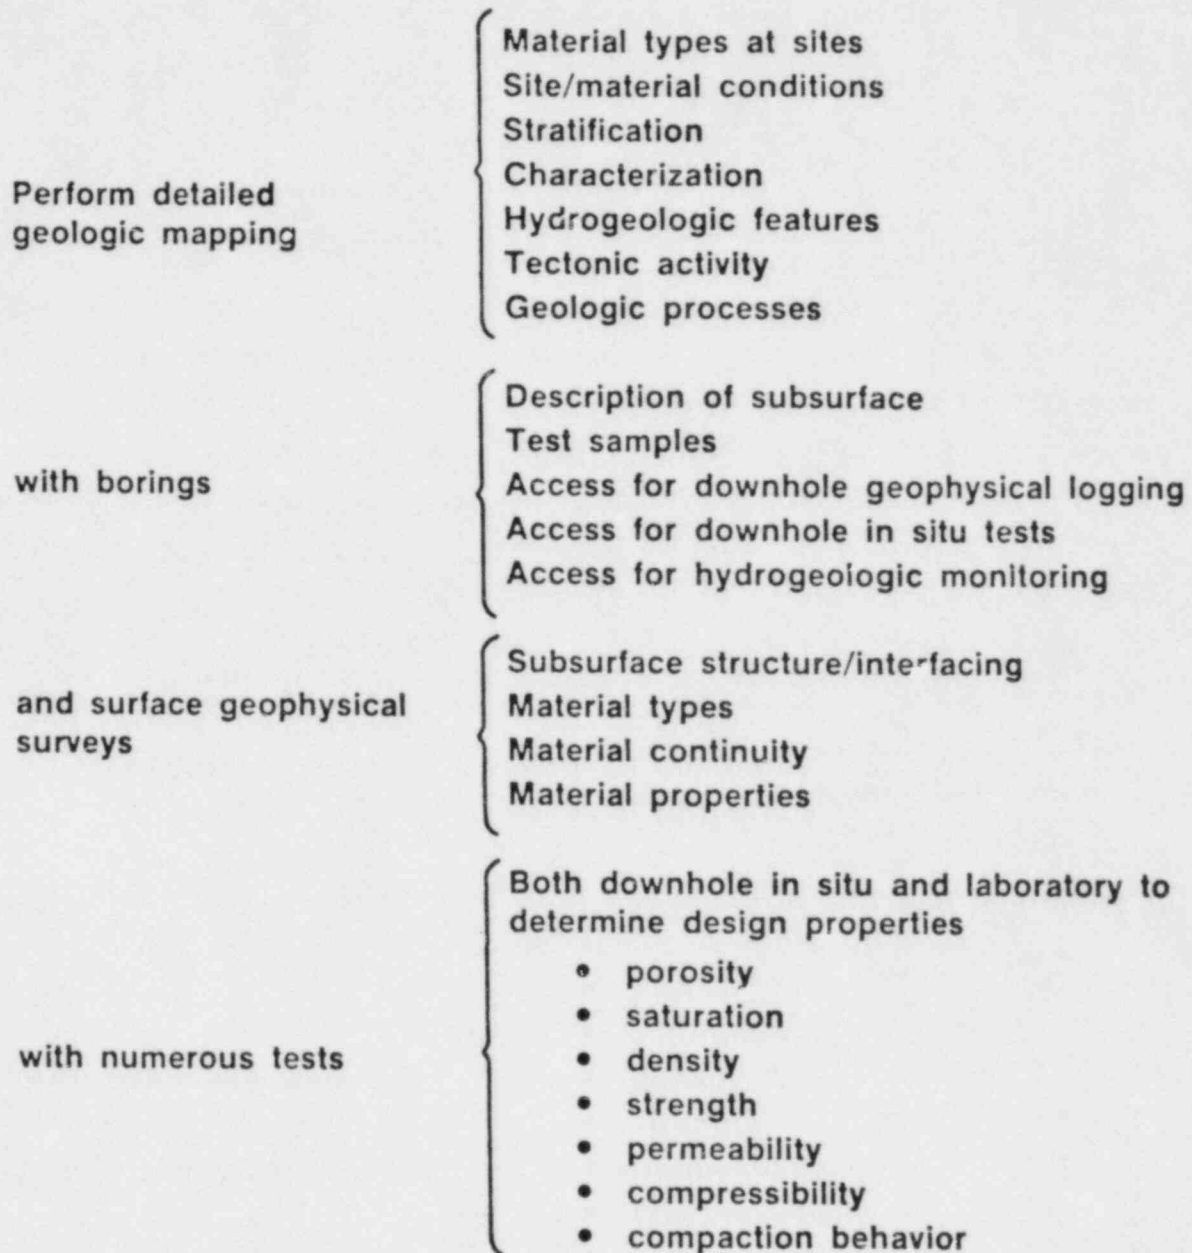 Perform detailed
geologic mapping
Material types at sites
Site/material conditions
Stratification
Characterization
Hydrogeologic features
Tectonic activity
Geologic processes
with borings
Description of subsurface
Test samples
Access for downhole geophysical logging
Access for downhole in situ tests
Access for hydrogeologic monitoring
and surface geophysical
surveys
Subsurface structure/interfacing
Material types
Material continuity
Material properties
with numerous tests
Both downhole in situ and laboratory to
determine design properties
• porosity
• saturation
• density
• strength
• permeability
• compressibility
• compaction behavior